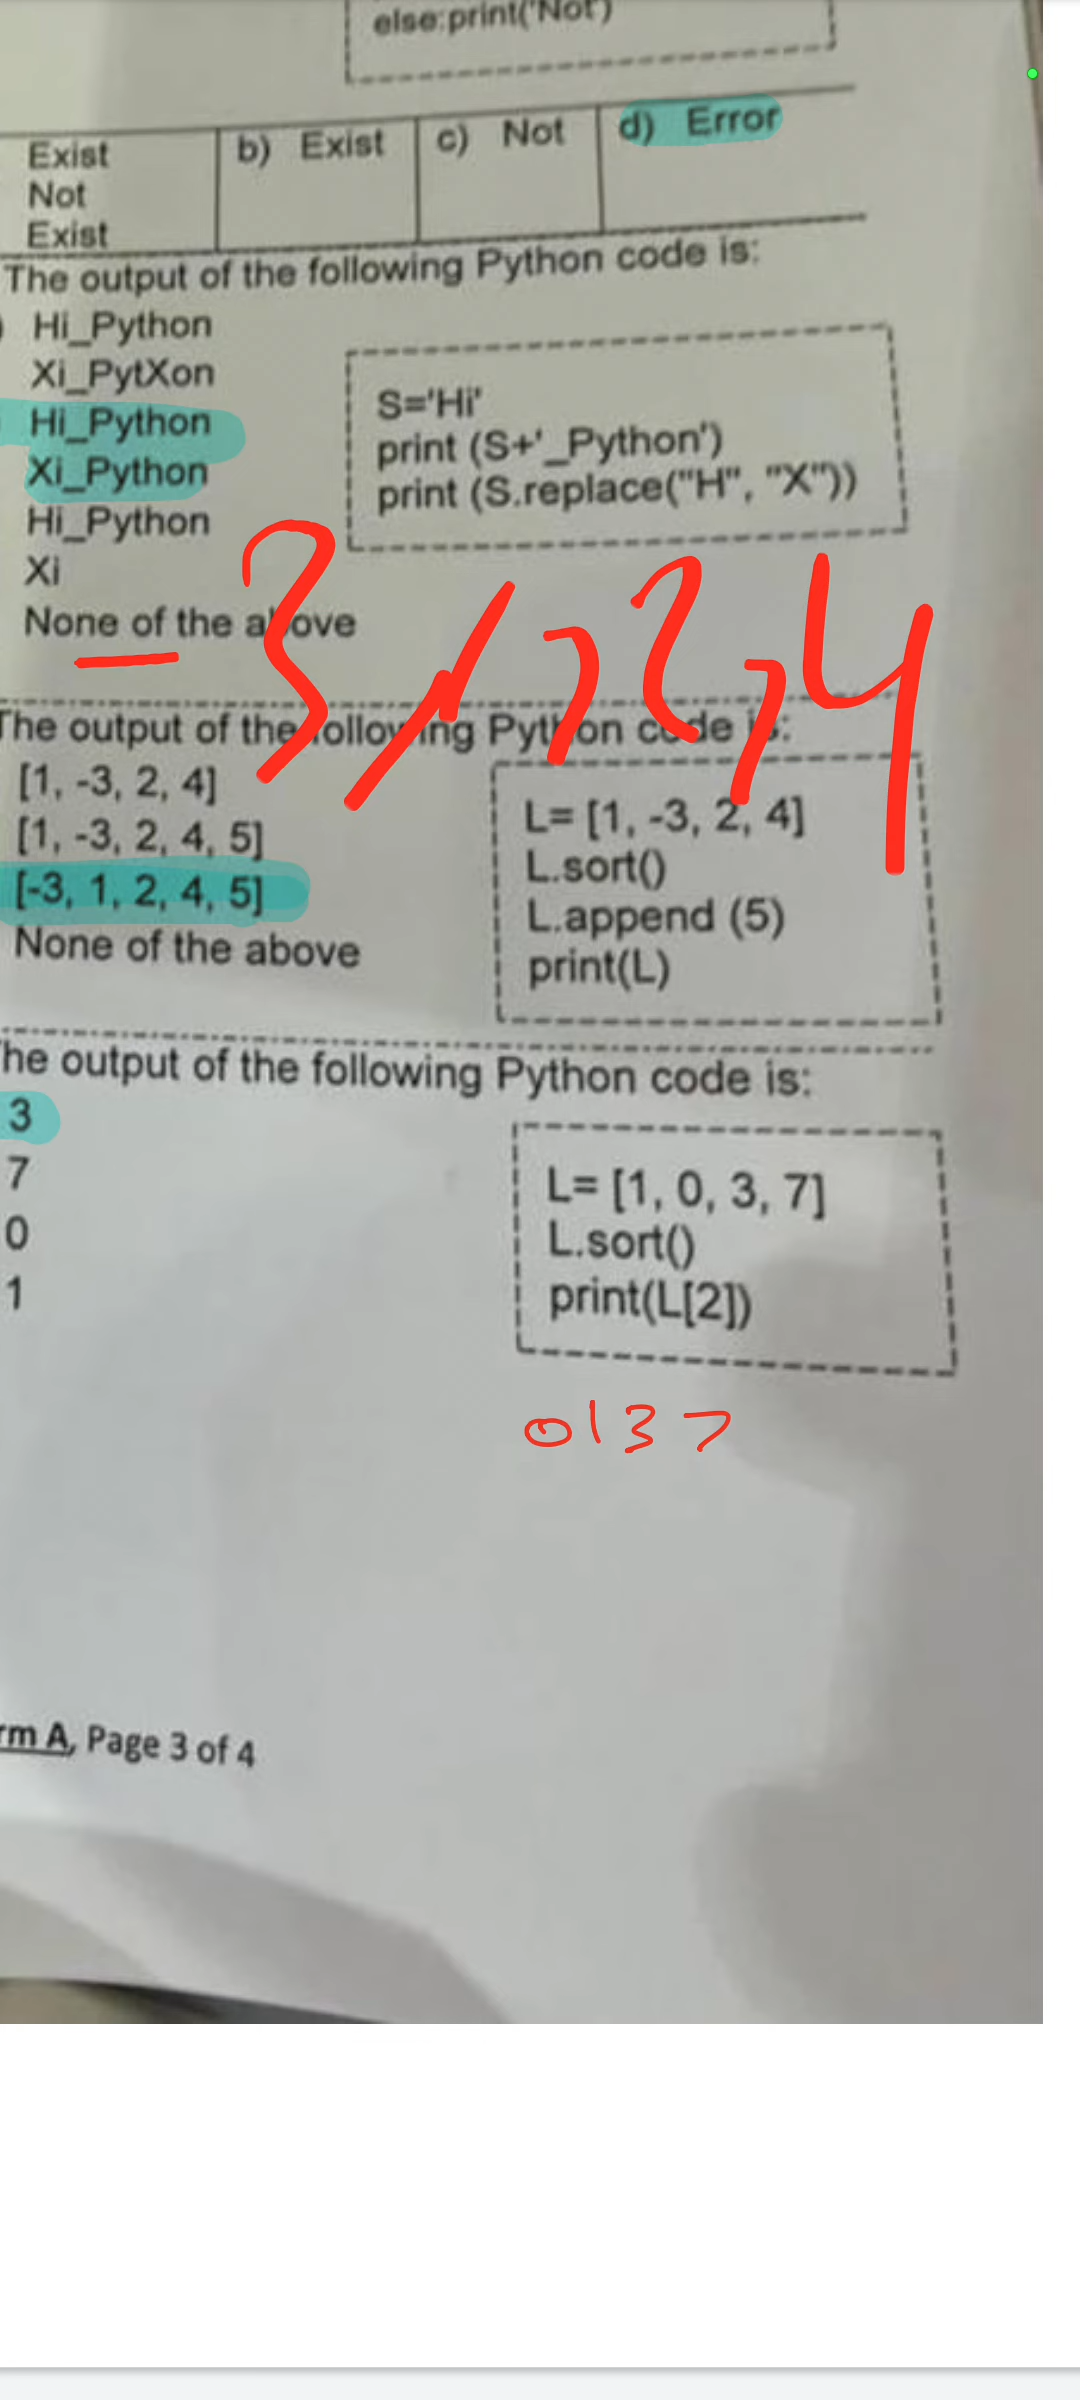 else:print('Not')
Exist
Not
Exist
b) Exist
c) Not
d) Error
The output of the following Python code is:
Hi_Python
Xi_PytXon
Hi_Python
Xi_Python
Hi_Python
Xi
None of the above
S='Hi'
print (S+'_Python')
print (S.replace("H", "X"))
-3,1,2,4
The output of the following Python code is:
[1, -3, 2, 4]
[1, -3, 2, 4, 5]
[-3, 1, 2, 4, 5]
None of the above
L= [1, -3, 2, 4]
L.sort()
L.append (5)
print(L)
he output of the following Python code is:
3
7
0
1
L= [1, 0, 3, 7]
L.sort()
print(L[2])
0137
rm A, Page 3 of 4